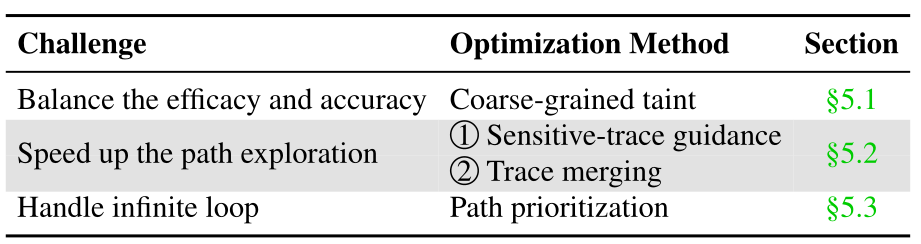 Challenge Optimization Method Section
Balance the efficacy and accuracy Coarse-grained taint §5.1
① Sensitive-trace guidance
Speed up the path exploration §5.2
② Trace merging
Handle infinite loop Path prioritization §5.3